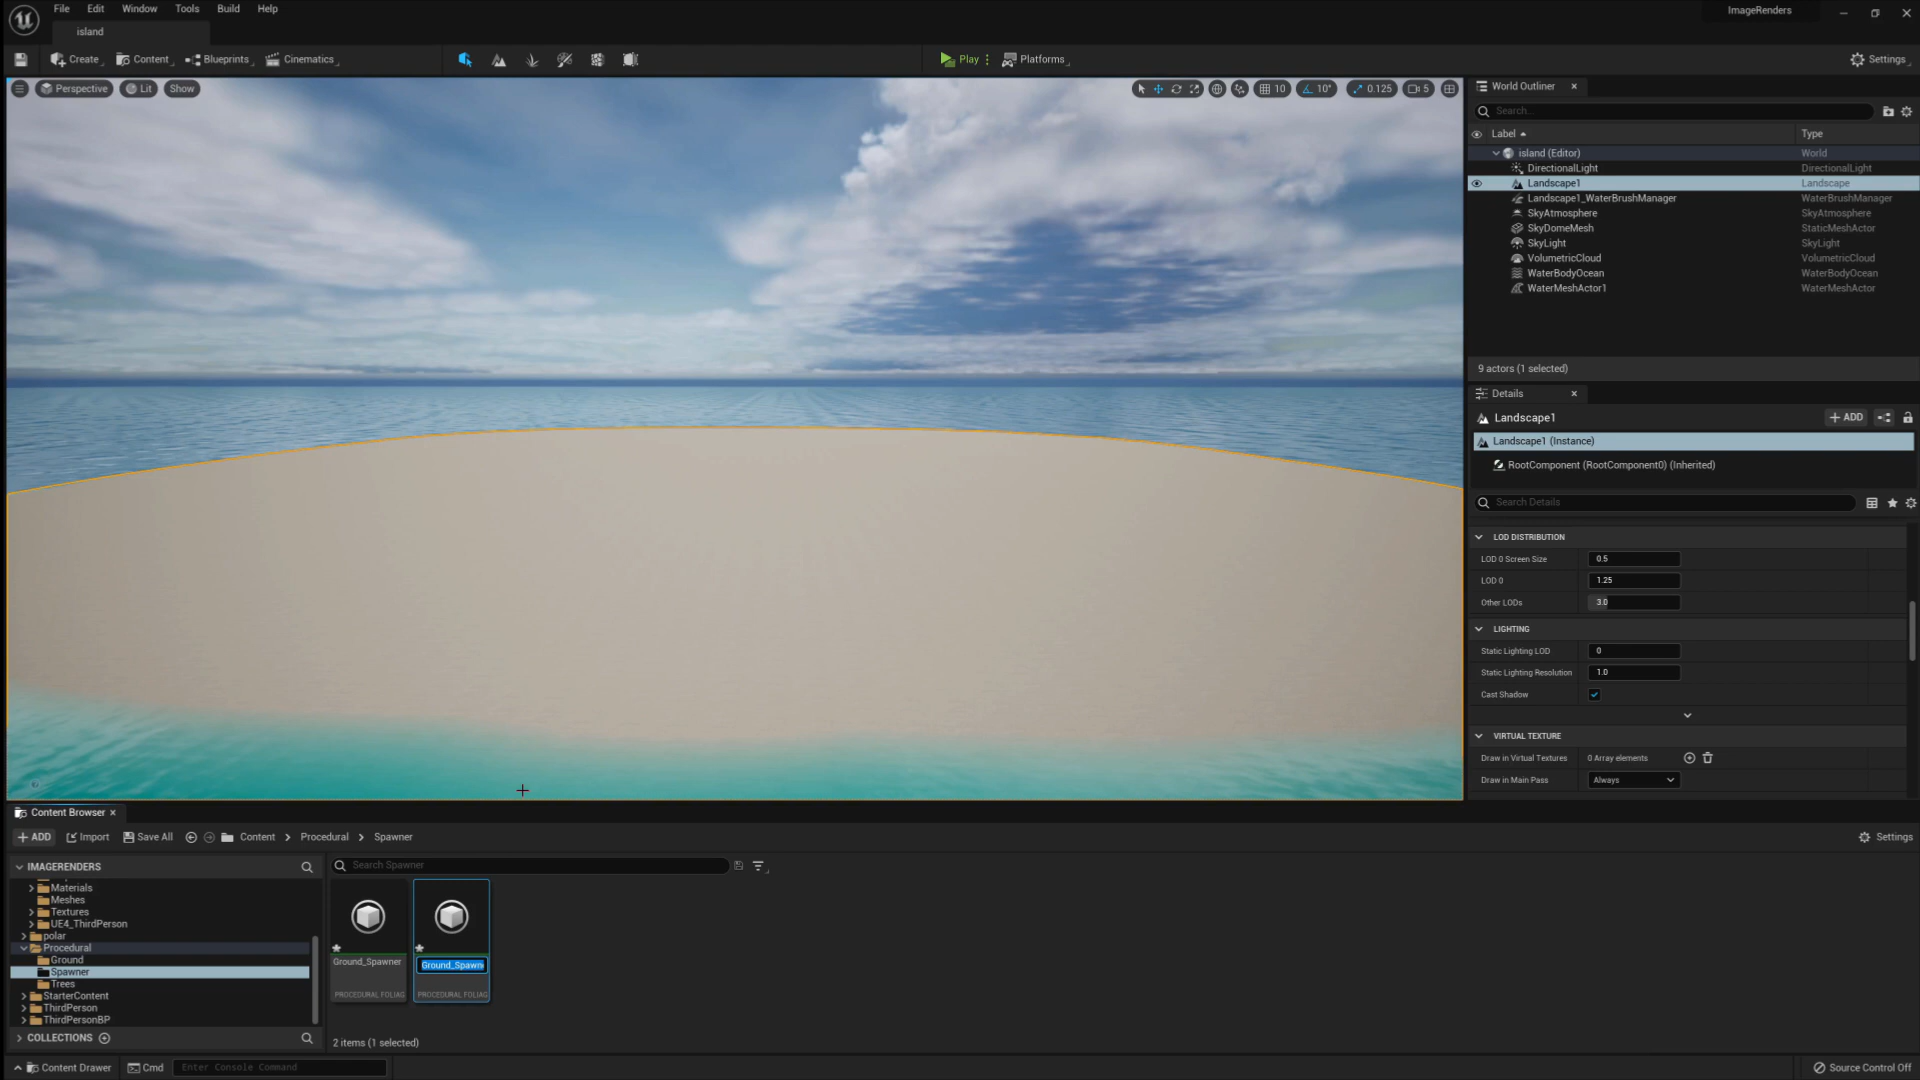 File Edit Window Tools Build Help
ImageRenders
island
Create Content Blueprints Cinematics
Play Platforms
Settings
Perspective Lit Show
10 10° 0.125 5
World Outliner
Search...
Label Type
island (Editor) World
DirectionalLight DirectionalLight
Landscape1 Landscape
Landscape1_WaterBrushManager WaterBrushManager
SkyAtmosphere SkyAtmosphere
SkyDomeMesh StaticMeshActor
SkyLight SkyLight
VolumetricCloud VolumetricCloud
WaterBodyOcean WaterBodyOcean
WaterMeshActor1 WaterMeshActor
9 actors (1 selected)
Details
Landscape1
ADD
Landscape1 (Instance)
RootComponent (RootComponent0) (Inherited)
Search Details
LOD DISTRIBUTION
LOD 0 Screen Size 0.5
LOD 0 1.25
Other LODs 3.0
LIGHTING
Static Lighting LOD 0
Static Lighting Resolution 1.0
Cast Shadow
VIRTUAL TEXTURE
Draw in Virtual Textures 0 Array elements
Draw in Main Pass Always
Content Browser
ADD Import Save All Content Procedural Spawner
Settings
IMAGERENDERS
Search Spawner
Materials
Meshes
Textures
UE4_ThirdPerson
polar
Procedural
Ground
Spawner
Trees
StarterContent
ThirdPerson
ThirdPersonBP
COLLECTIONS
Ground_Spawner
PROCEDURAL FOLIAG
Ground_Spawn
PROCEDURAL FOLIAG
2 items (1 selected)
Content Drawer Cmd Enter Console Command
Source Control Off